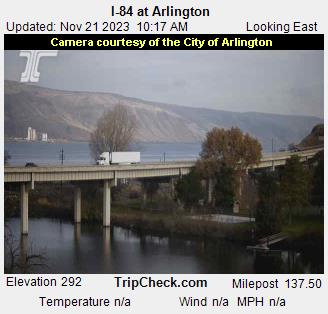 I-84 at Arlington
Updated: Nov 21 2023 10:17 AM Looking East
Camera courtesy of the City of Arlington
Elevation 292 TripCheck.com Milepost 137.50
Temperature n/a Wind n/a MPH n/a